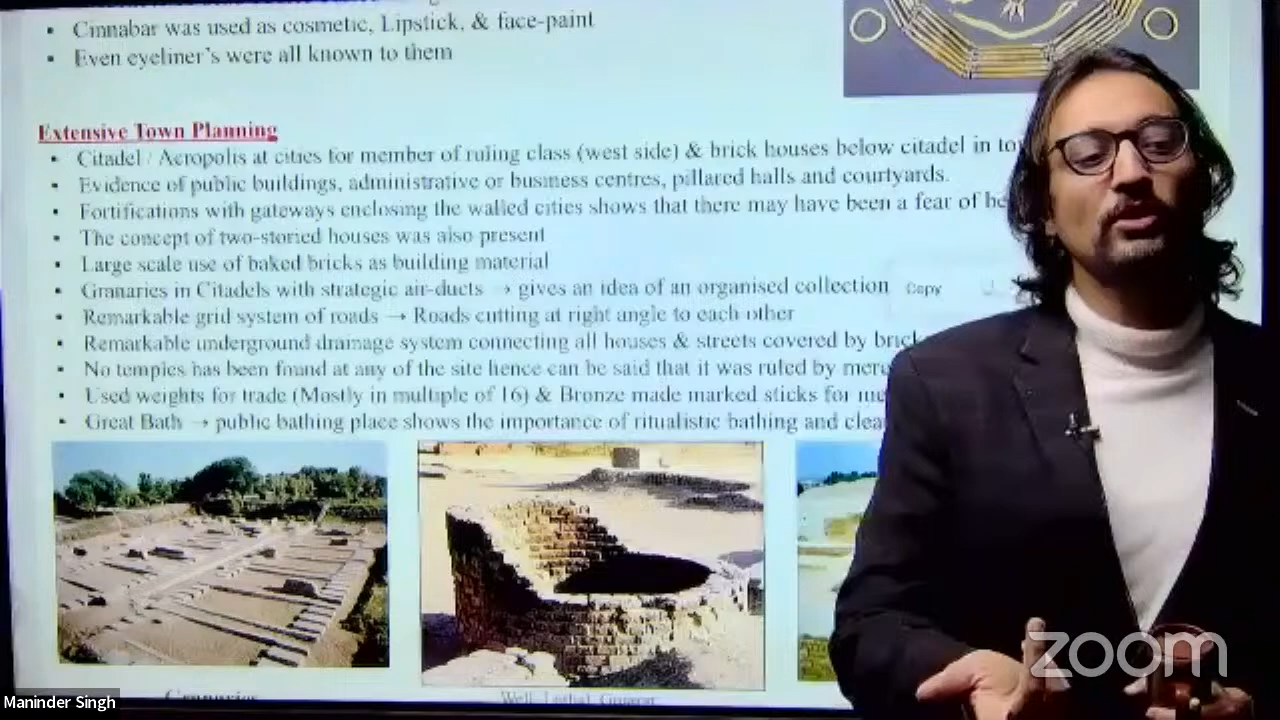 Cinnabar was used as cosmetic, Lipstick, & face-paint
Even eyeliner's were all known to them
Extensive Town Planning
Citadel / Acropolis at cities for member of ruling class (west side) & brick houses below citadel in
Evidence of public buildings, administrative or business centres, pillared halls and courtyards.
Fortifications with gateways enclosing the walled cities shows that there may have been a fear of
The concept of two-storied houses was also present
Large scale use of baked bricks as building material
Granaries in Citadels with strategic air-ducts → gives an idea of an organised collection
Copy
Remarkable grid system of roads → Roads cutting at right angle to each other
Remarkable underground drainage system connecting all houses & streets covered by
No temples has been found at any of the site hence can be said that it was ruled by
Used weights for trade (Mostly in multiple of 16) & Bronze made marked sticks for
Great Bath → public bathing place shows the importance of ritualistic bathing and
Granaries
Well, Lothal, Gujarat
Maninder Singh
zoom